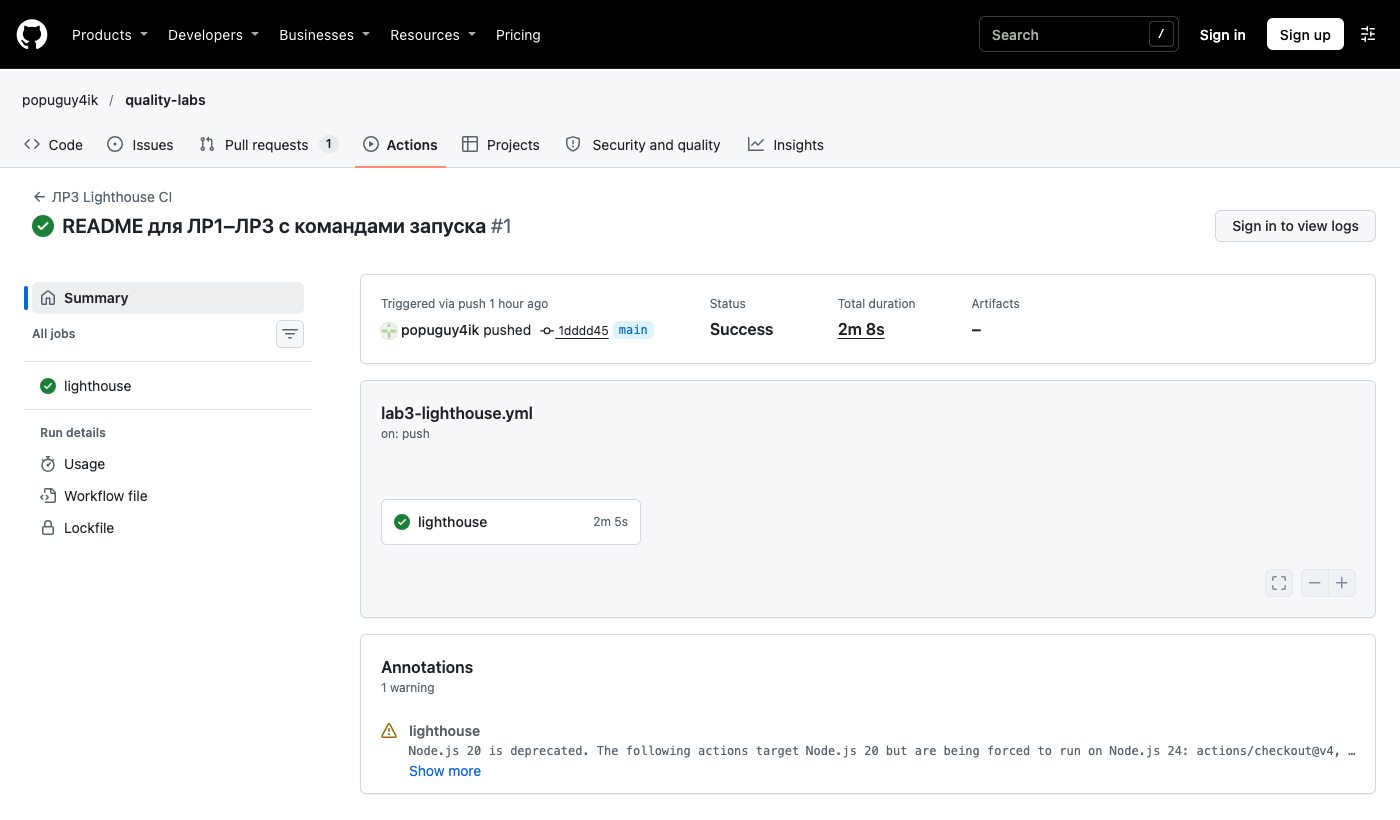 Products Developers Businesses Resources Pricing Search / Sign in Sign up
popuguy4ik / quality-labs
Code Issues Pull requests 1 Actions Projects Security and quality Insights
← ЛР3 Lighthouse CI
README для ЛР1–ЛР3 с командами запуска #1
Sign in to view logs
Summary
All jobs
lighthouse
Run details
Usage
Workflow file
Lockfile
Triggered via push 1 hour ago
popuguy4ik pushed 1dddd45 main
Status
Success
Total duration
2m 8s
Artifacts
–
lab3-lighthouse.yml
on: push
lighthouse 2m 5s
Annotations
1 warning
lighthouse
Node.js 20 is deprecated. The following actions target Node.js 20 but are being forced to run on Node.js 24: actions/checkout@v4, …
Show more